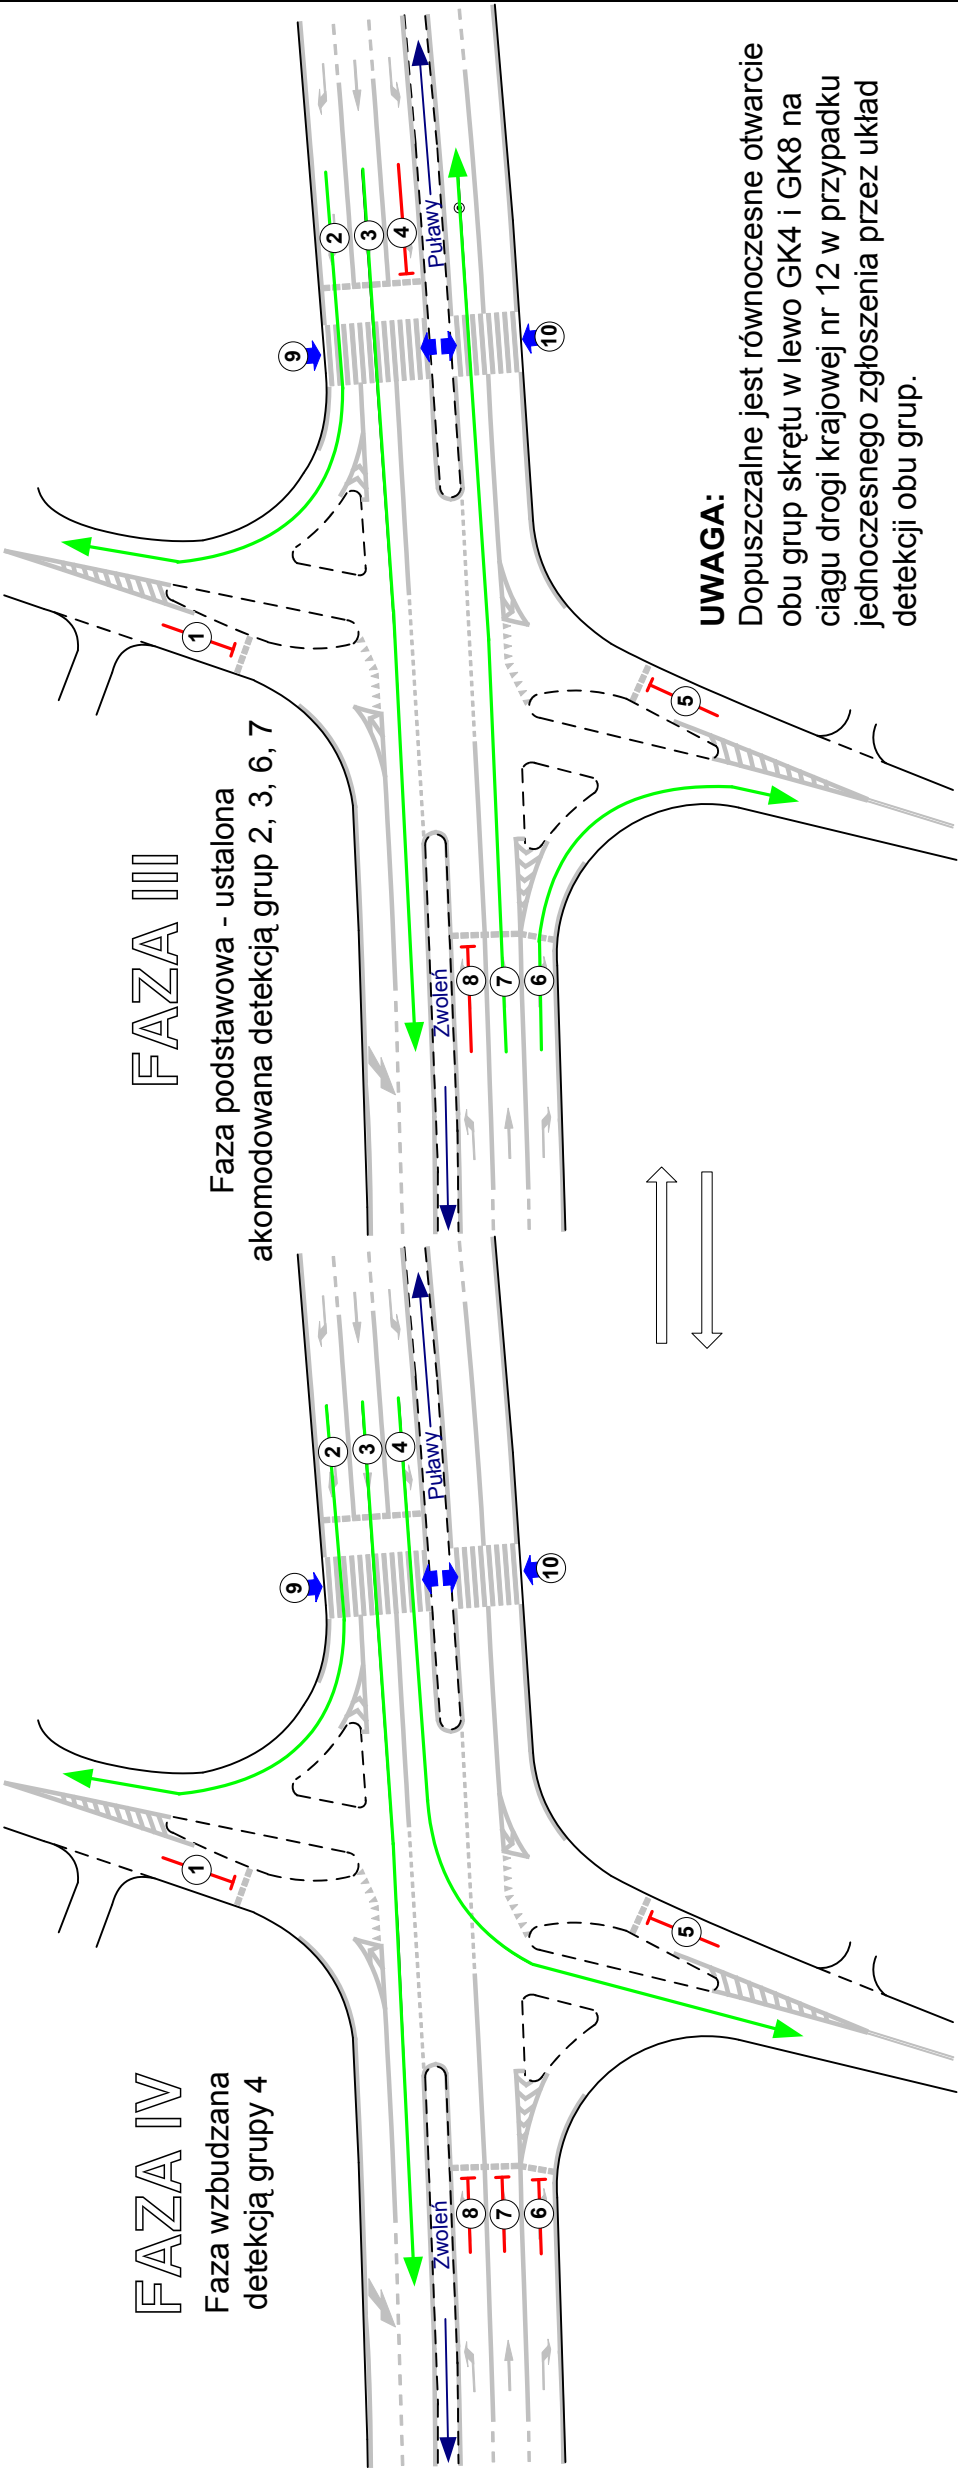 FAZA IV
Faza wzbudzana
detekcją grupy 4
1
2
3
4
5
6
7
8
9
10
Zwoleń
Puławy
FAZA III
Faza podstawowa - ustalona
akomodowana detekcją grup 2, 3, 6, 7
1
2
3
4
5
6
7
8
9
10
Zwoleń
Puławy
UWAGA:
Dopuszczalne jest równoczesne otwarcie
obu grup skrętu w lewo GK4 i GK8 na
ciągu drogi krajowej nr 12 w przypadku
jednoczesnego zgłoszenia przez układ
detekcji obu grup.